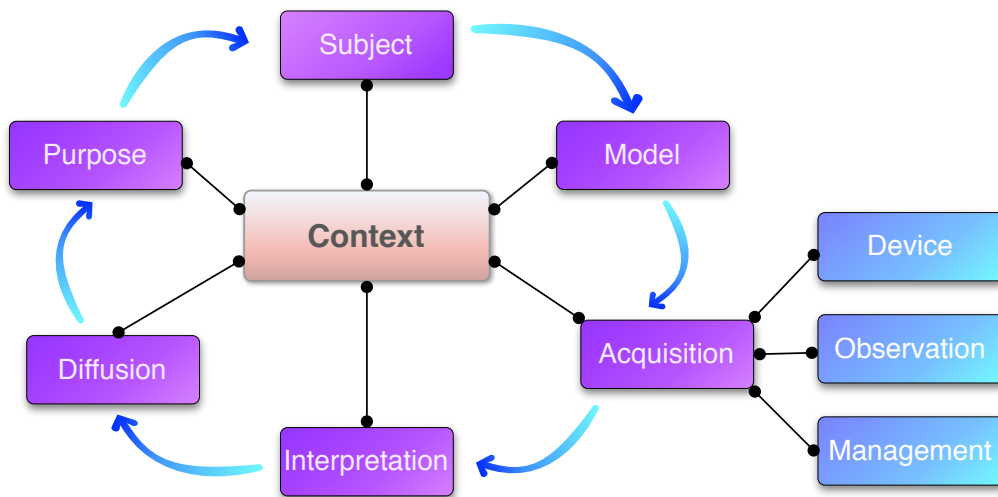 Subject
Purpose
Model
Context
Device
Acquisition
Observation
Diffusion
Interpretation
Management